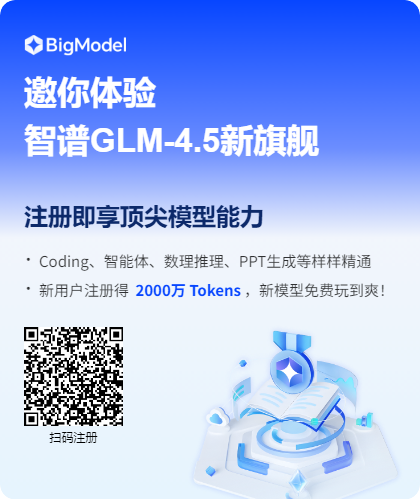 BigModel
邀你体验
智谱GLM-4.5新旗舰
注册即享顶尖模型能力
· Coding、智能体、数理推理、PPT生成等样样精通
· 新用户注册得 2000万 Tokens ，新模型免费玩到爽！
扫码注册